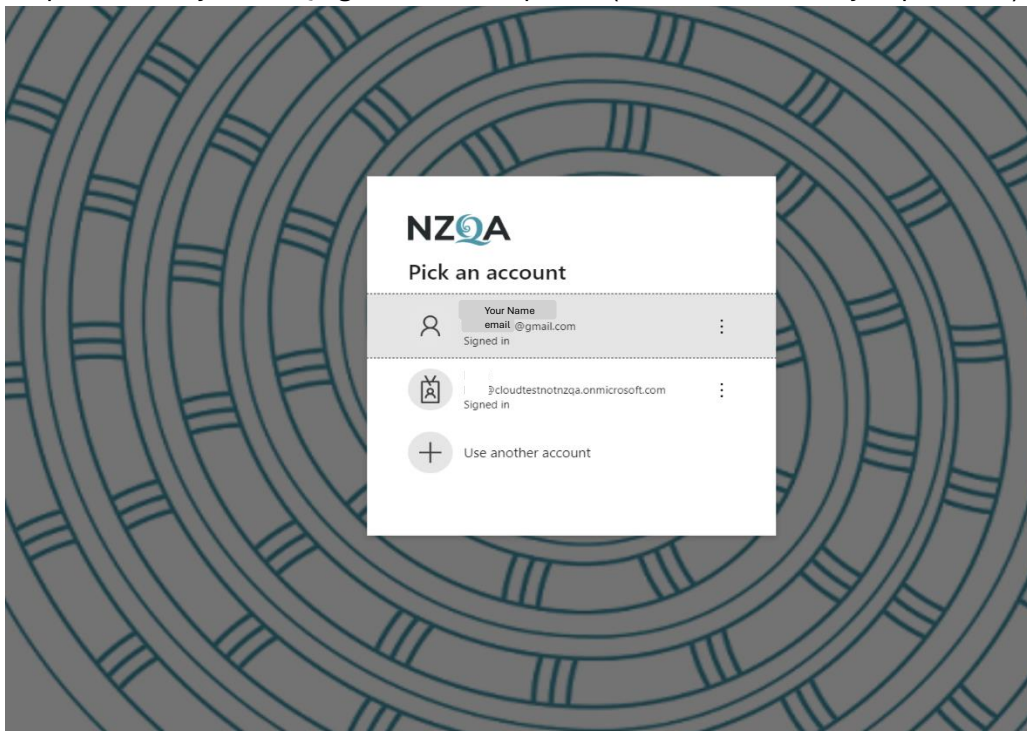 NZQA
Pick an account
Your Name
email @gmail.com
Signed in
@cloudtestnotnzqa.onmicrosoft.com
Signed in
Use another account